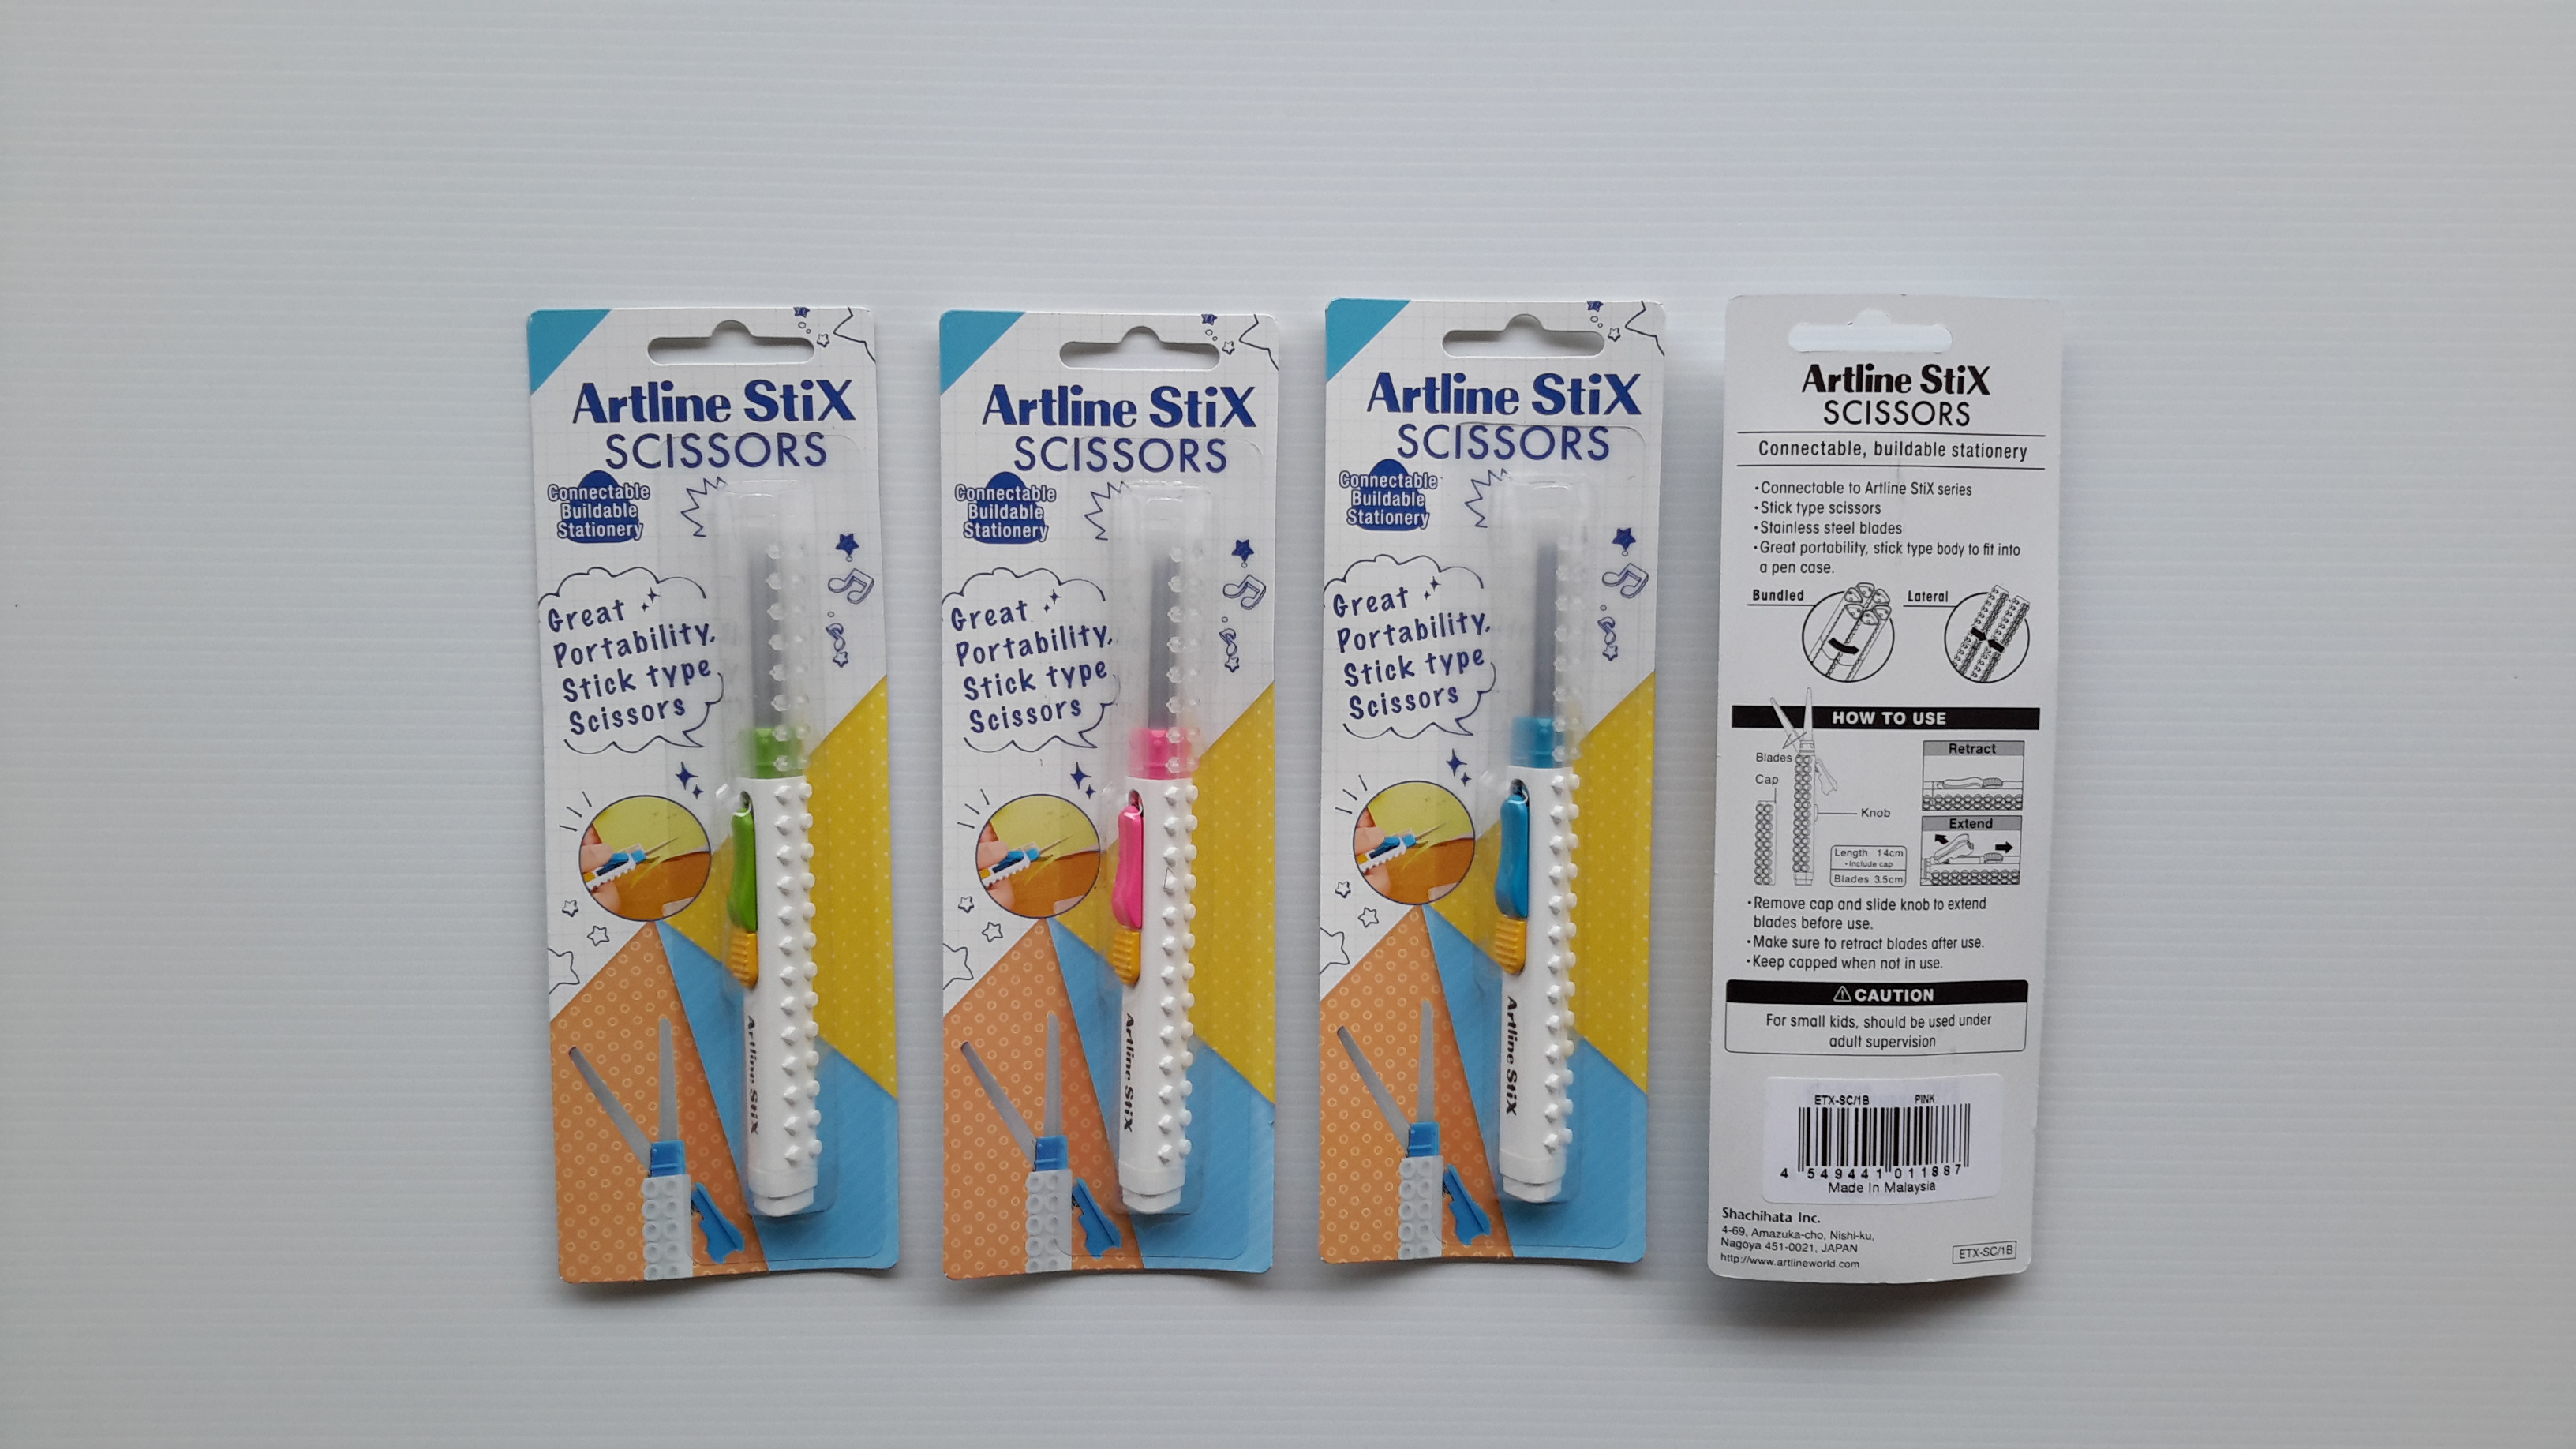 Artline StiX
SCISSORS
Connectable
Buildable
Stationery
Great
Portability,
Stick type
Scissors
Artline StiX
Artline StiX
SCISSORS
Connectable
Buildable
Stationery
Great
Portability,
Stick type
Scissors
Artline StiX
Artline StiX
SCISSORS
Connectable
Buildable
Stationery
Great
Portability,
Stick type
Scissors
Artline StiX
Artline StiX
SCISSORS
Connectable, buildable stationery
・Connectable to Artline StiX series
・Stick type scissors
・Stainless steel blades
・Great portability, stick type body to fit into
a pen case.
Bundled Lateral
HOW TO USE
Blades
Cap
Knob
Length 14cm
・Include cap
Blades 3.5cm
Retract
Extend
・Remove cap and slide knob to extend
blades before use.
・Make sure to retract blades after use.
・Keep capped when not in use.
⚠CAUTION
For small kids, should be used under
adult supervision
ETX-SC/1B PINK
4 549441 011887
Made In Malaysia
Shachihata Inc.
4-69, Amazuka-cho, Nishi-ku,
Nagoya 451-0021, JAPAN
http://www.artlineworld.com
ETX-SC/1B